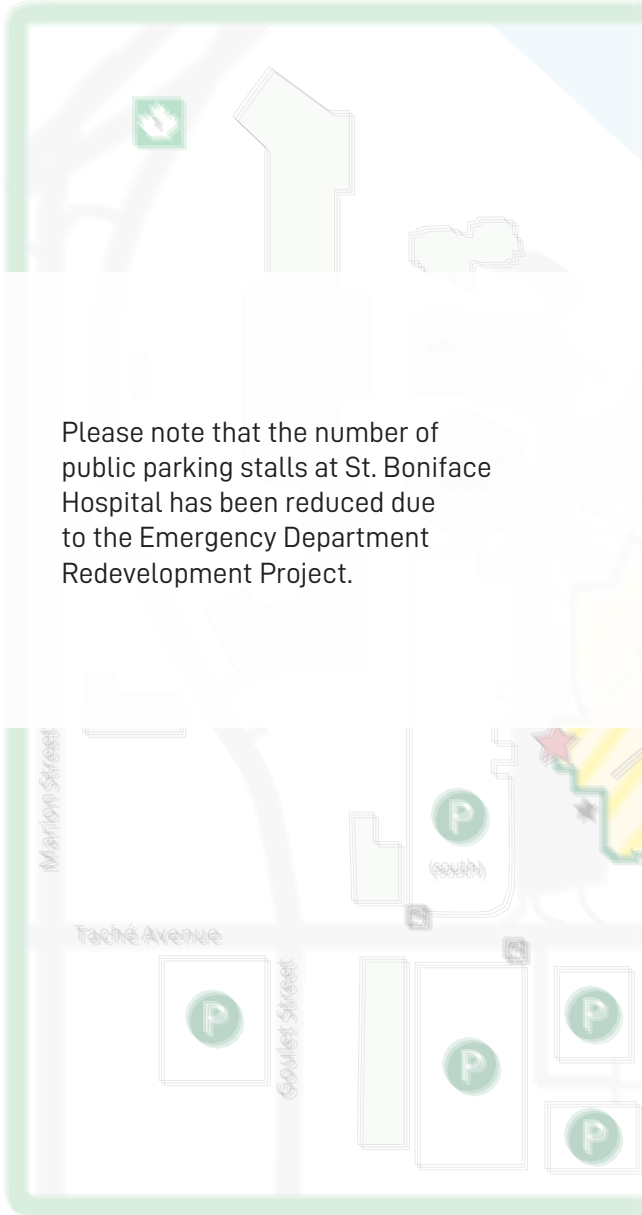 Please note that the number of
public parking stalls at St. Boniface
Hospital has been reduced due
to the Emergency Department
Redevelopment Project.
Marion Street
P
(south)
Taché Avenue
P
Goulet Street
P
P
P